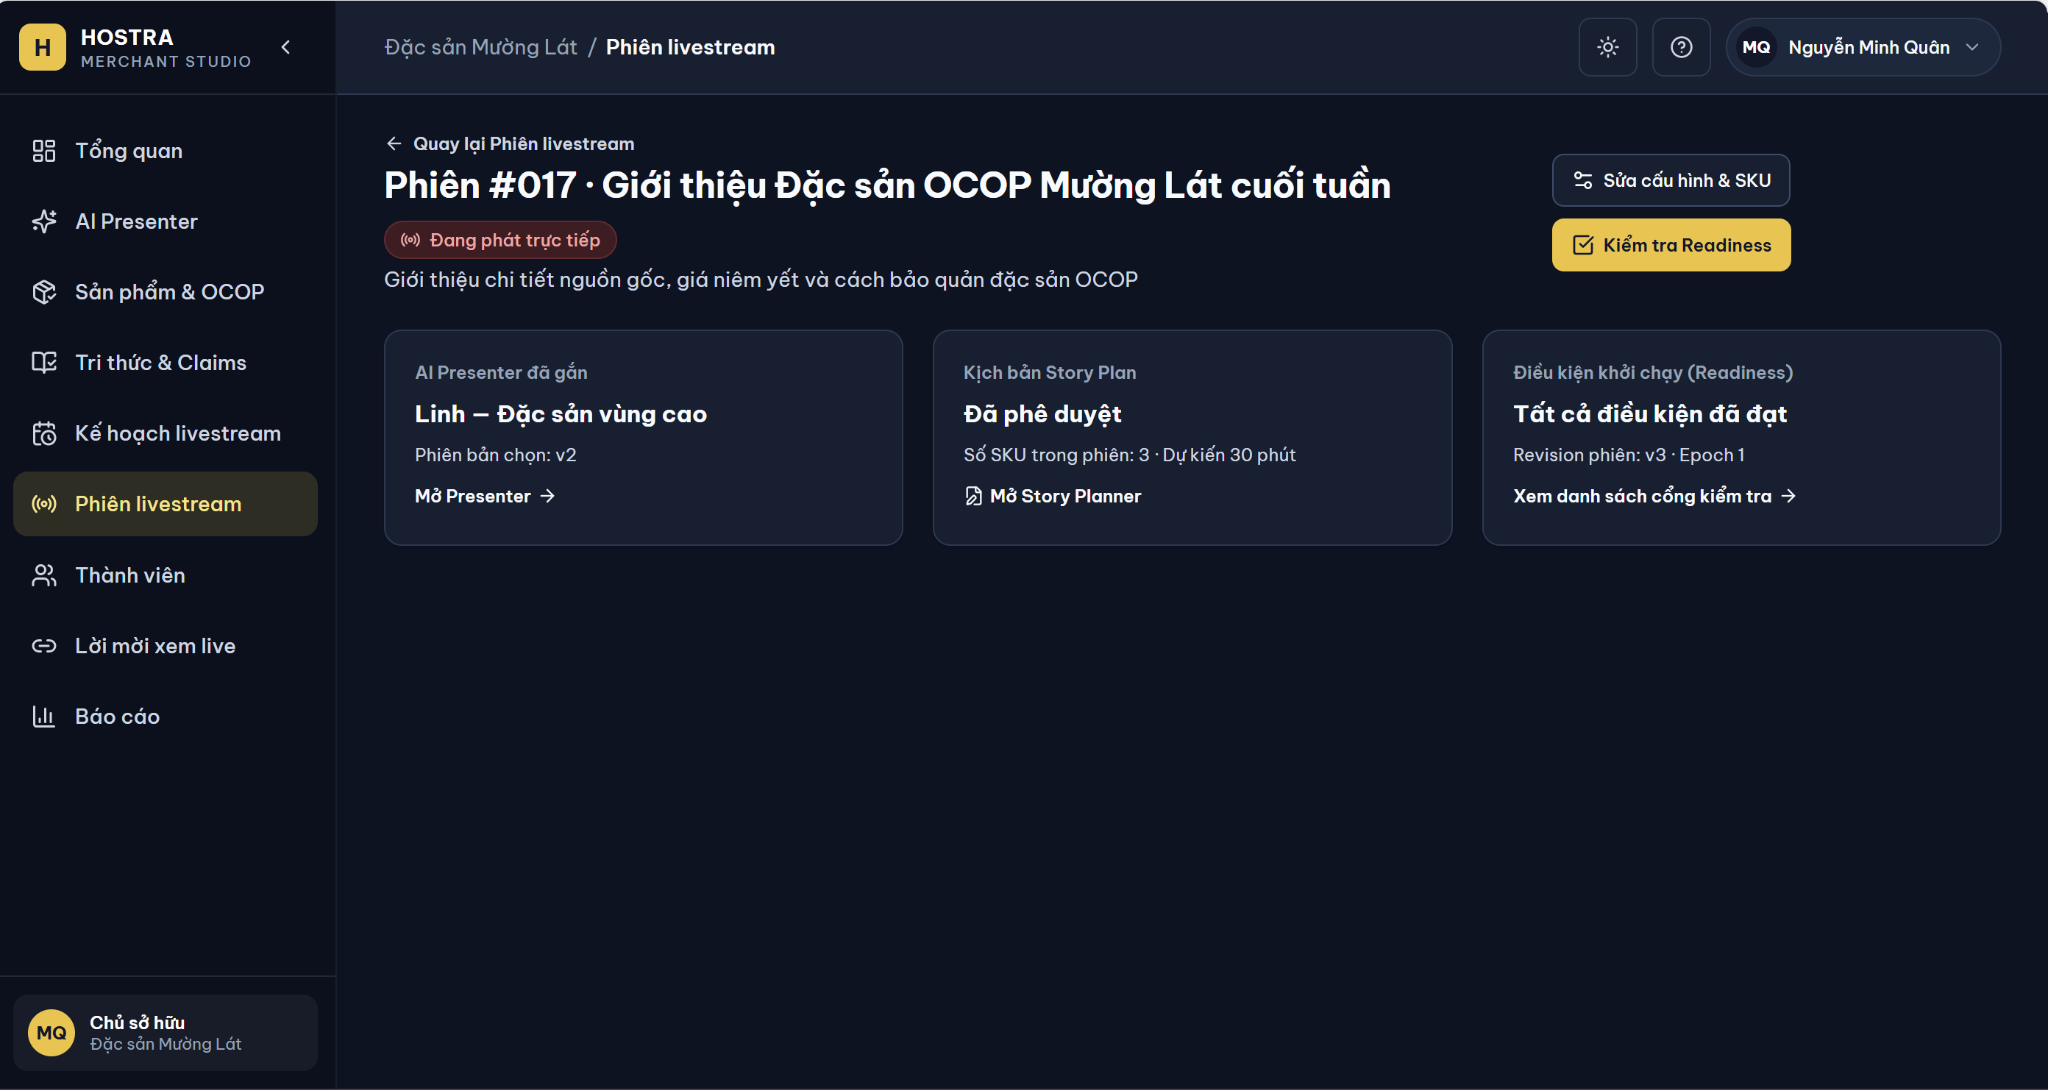 H
HOSTRA
MERCHANT STUDIO
Đặc sản Mường Lát / Phiên livestream
MQ Nguyễn Minh Quân
Tổng quan
AI Presenter
Sản phẩm & OCOP
Tri thức & Claims
Kế hoạch livestream
Phiên livestream
Thành viên
Lời mời xem live
Báo cáo
MQ
Chủ sở hữu
Đặc sản Mường Lát
Quay lại Phiên livestream
Phiên #017 · Giới thiệu Đặc sản OCOP Mường Lát cuối tuần
Đang phát trực tiếp
Giới thiệu chi tiết nguồn gốc, giá niêm yết và cách bảo quản đặc sản OCOP
Sửa cấu hình & SKU
Kiểm tra Readiness
AI Presenter đã gắn
Linh — Đặc sản vùng cao
Phiên bản chọn: v2
Mở Presenter →
Kịch bản Story Plan
Đã phê duyệt
Số SKU trong phiên: 3 · Dự kiến 30 phút
Mở Story Planner
Điều kiện khởi chạy (Readiness)
Tất cả điều kiện đã đạt
Revision phiên: v3 · Epoch 1
Xem danh sách cổng kiểm tra →